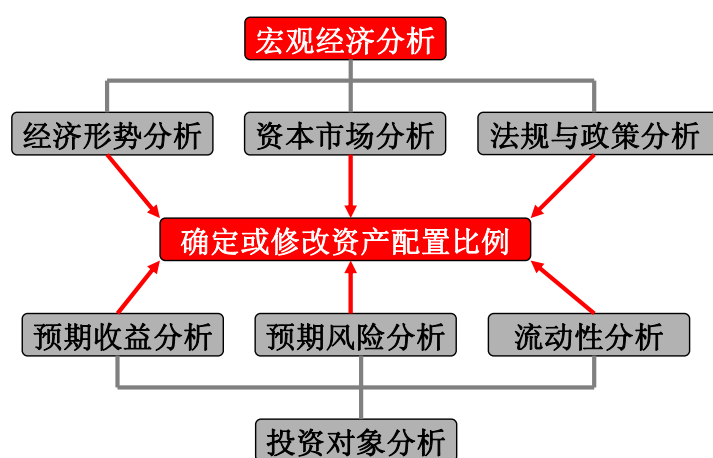 宏观经济分析
经济形势分析
资本市场分析
法规与政策分析
确定或修改资产配置比例
预期收益分析
预期风险分析
流动性分析
投资对象分析